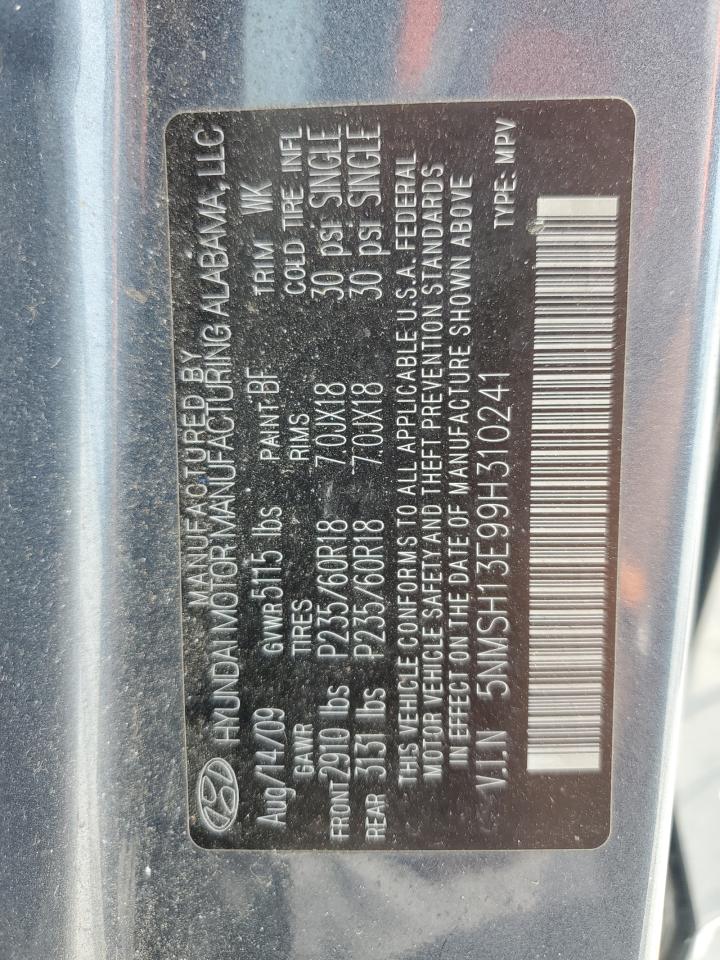 MANUFACTURED BY
HYUNDAI MOTOR MANUFACTURING ALABAMA, LLC
Aug/14/09 GVWR 5115 lbs PAINT BF TRIM WK
GAWR TIRES RIMS COLD TIRE INFL
FRONT 2910 lbs P235/60R18 7.0JX18 30 psi SINGLE
REAR 3131 lbs P235/60R18 7.0JX18 30 psi SINGLE
THIS VEHICLE CONFORMS TO ALL APPLICABLE U.S.A. FEDERAL
MOTOR VEHICLE SAFETY AND THEFT PREVENTION STANDARDS
IN EFFECT ON THE DATE OF MANUFACTURE SHOWN ABOVE
V.I.N 5NMSH13E99H310241 TYPE: MPV